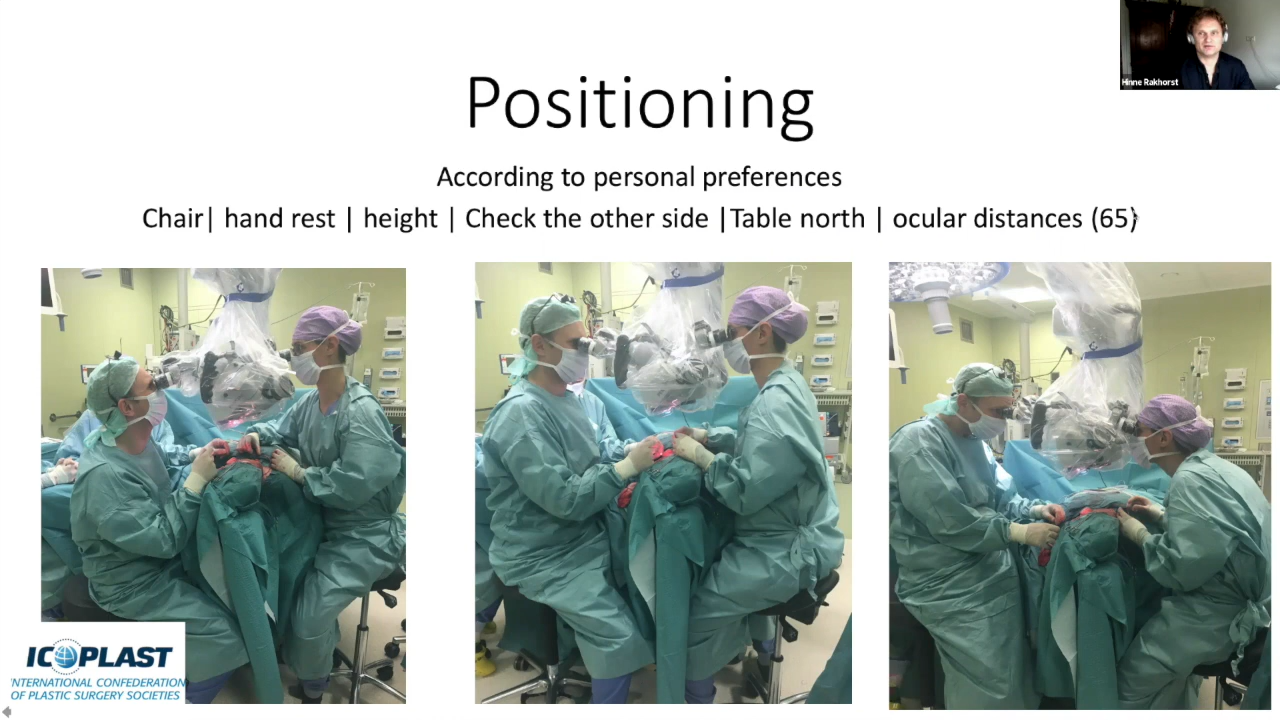 Hinne Rakhorst
Positioning
According to personal preferences
Chair| hand rest | height | Check the other side |Table north | ocular distances (65)
ICOPLAST
INTERNATIONAL CONFEDERATION
OF PLASTIC SURGERY SOCIETIES